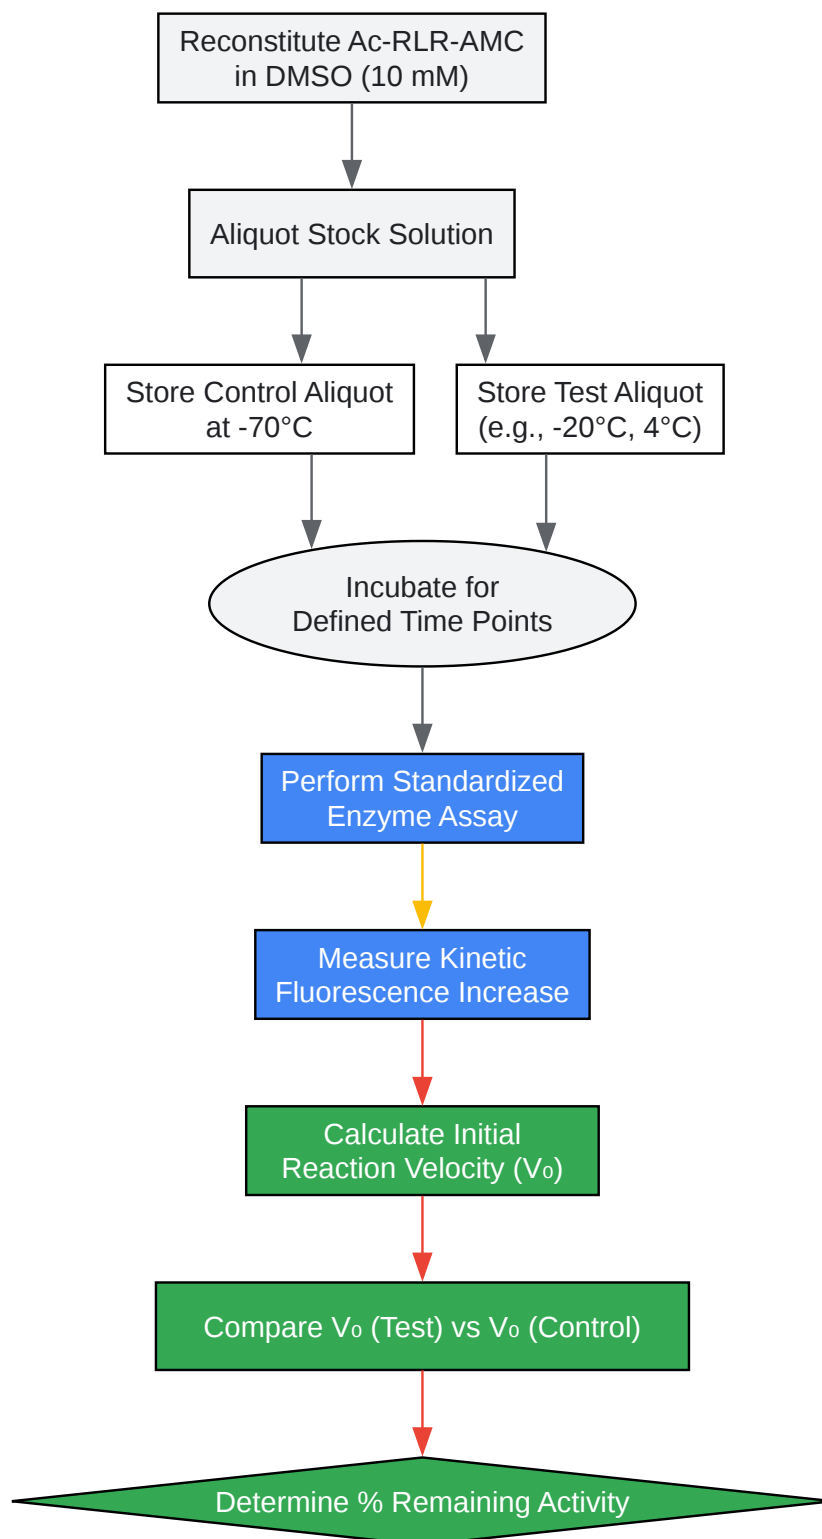 Reconstitute Ac-RLR-AMC
in DMSO (10 mM)
Aliquot Stock Solution
Store Control Aliquot
at -70°C
Store Test Aliquot
(e.g., -20°C, 4°C)
Incubate for
Defined Time Points
Perform Standardized
Enzyme Assay
Measure Kinetic
Fluorescence Increase
Calculate Initial
Reaction Velocity (V₀)
Compare V₀ (Test) vs V₀ (Control)
Determine % Remaining Activity